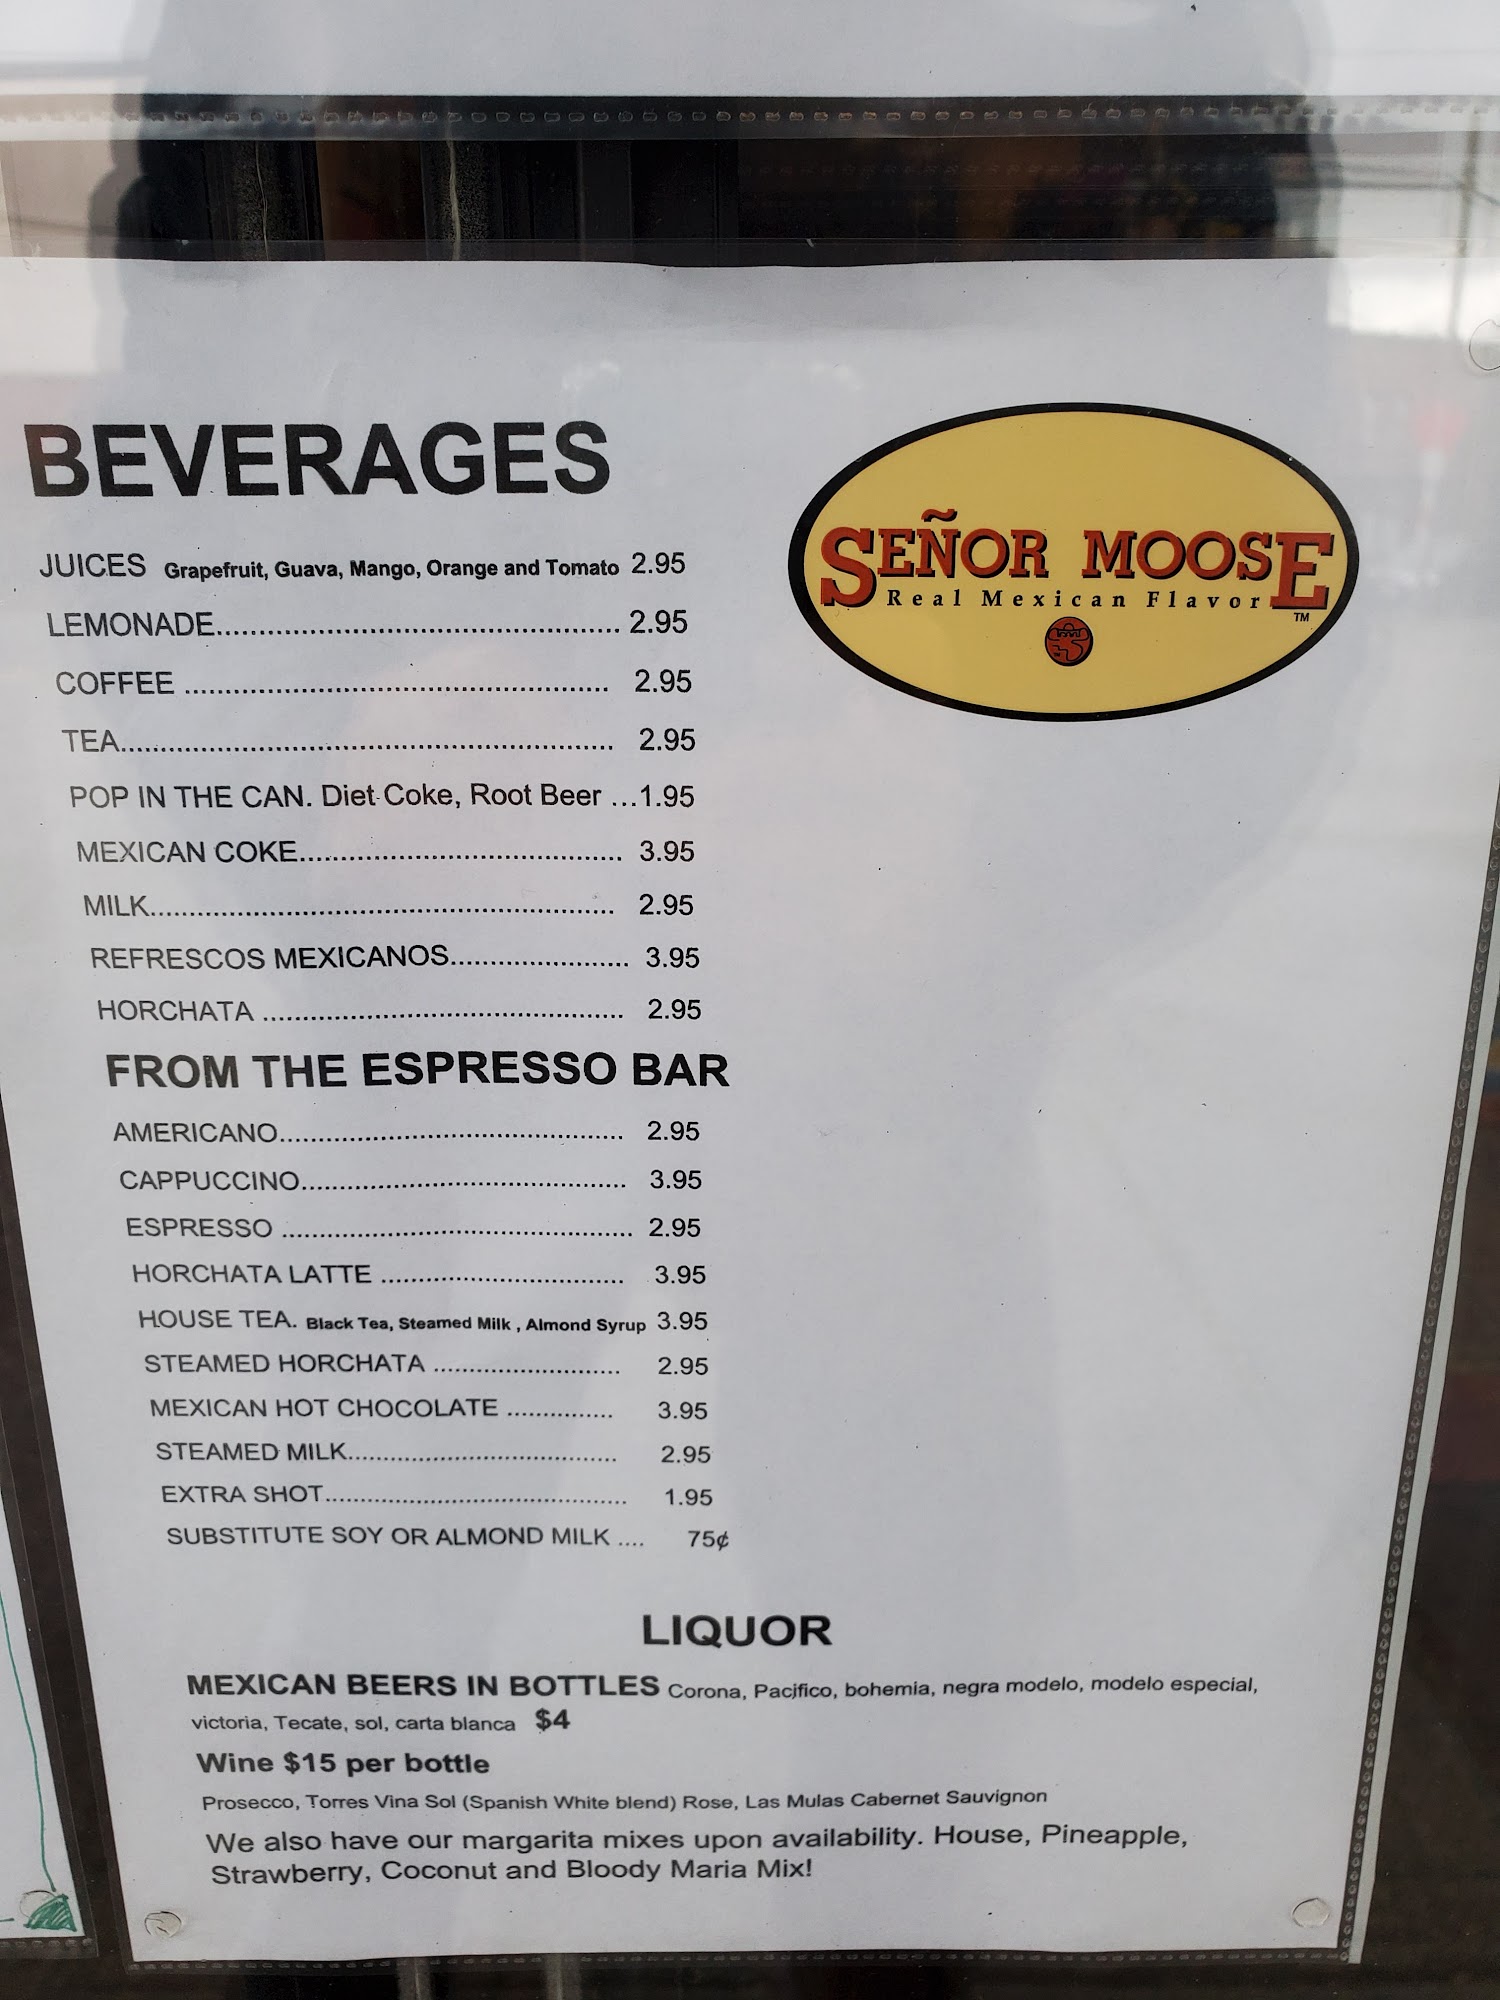 BEVERAGES
JUICES Grapefruit, Guava, Mango, Orange and Tomato 2.95
LEMONADE................................................ 2.95
COFFEE .................................................... 2.95
TEA............................................................ 2.95
POP IN THE CAN. Diet Coke, Root Beer ...1.95
MEXICAN COKE........................................ 3.95
MILK.......................................................... 2.95
REFRESCOS MEXICANOS...................... 3.95
HORCHATA ............................................. 2.95
FROM THE ESPRESSO BAR
AMERICANO............................................ 2.95
CAPPUCCINO.......................................... 3.95
ESPRESSO ............................................. 2.95
HORCHATA LATTE ................................ 3.95
HOUSE TEA. Black Tea, Steamed Milk , Almond Syrup 3.95
STEAMED HORCHATA ......................... 2.95
MEXICAN HOT CHOCOLATE ............... 3.95
STEAMED MILK..................................... 2.95
EXTRA SHOT......................................... 1.95
SUBSTITUTE SOY OR ALMOND MILK .... 75¢
SEÑOR MOOSE
Real Mexican Flavor
TM
LIQUOR
MEXICAN BEERS IN BOTTLES Corona, Pacifico, bohemia, negra modelo, modelo especial,
victoria, Tecate, sol, carta blanca $4
Wine $15 per bottle
Prosecco, Torres Vina Sol (Spanish White blend) Rose, Las Mulas Cabernet Sauvignon
We also have our margarita mixes upon availability. House, Pineapple,
Strawberry, Coconut and Bloody Maria Mix!